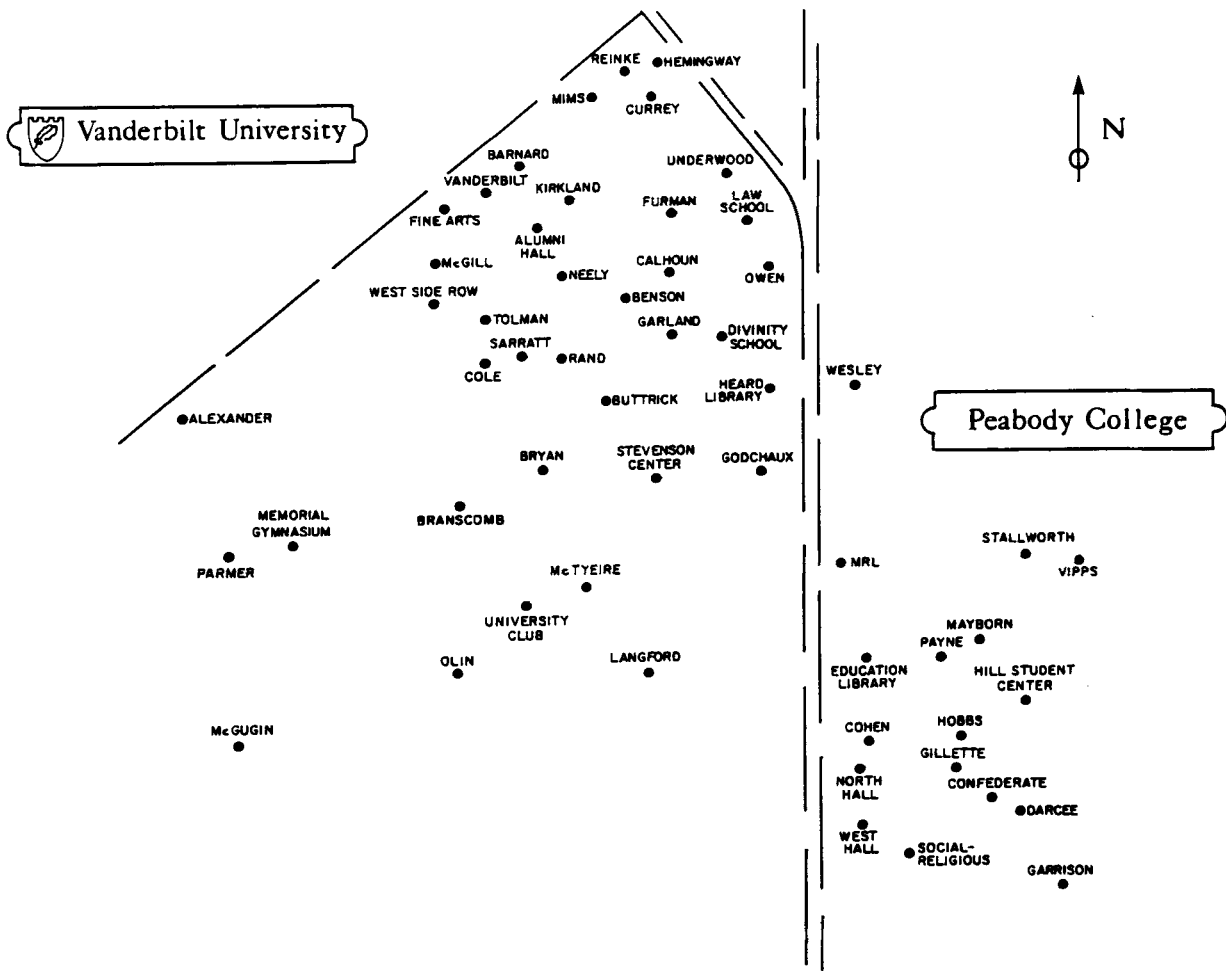 REINKE
HEMINGWAY
MIMS
CURREY
N
Vanderbilt University
BARNARD
UNDERWOOD
VANDERBILT
KIRKLAND
FURMAN
LAW
SCHOOL
FINE ARTS
ALUMNI
HALL
McGILL
NEELY
CALHOUN
OWEN
WEST SIDE ROW
BENSON
TOLMAN
GARLAND
DIVINITY
SCHOOL
SARRATT
RAND
COLE
WESLEY
HEARD
LIBRARY
BUTTRICK
ALEXANDER
Peabody College
BRYAN
STEVENSON
CENTER
GODCHAUX
BRANSCOMB
MEMORIAL
GYMNASIUM
PARMER
STALLWORTH
MRL
VIPPS
McTYEIRE
UNIVERSITY
CLUB
MAYBORN
PAYNE
OLIN
LANGFORD
EDUCATION
LIBRARY
HILL STUDENT
CENTER
McGUGIN
COHEN
HOBBS
GILLETTE
NORTH
HALL
CONFEDERATE
DARCEE
WEST
HALL
SOCIAL-
RELIGIOUS
GARRISON